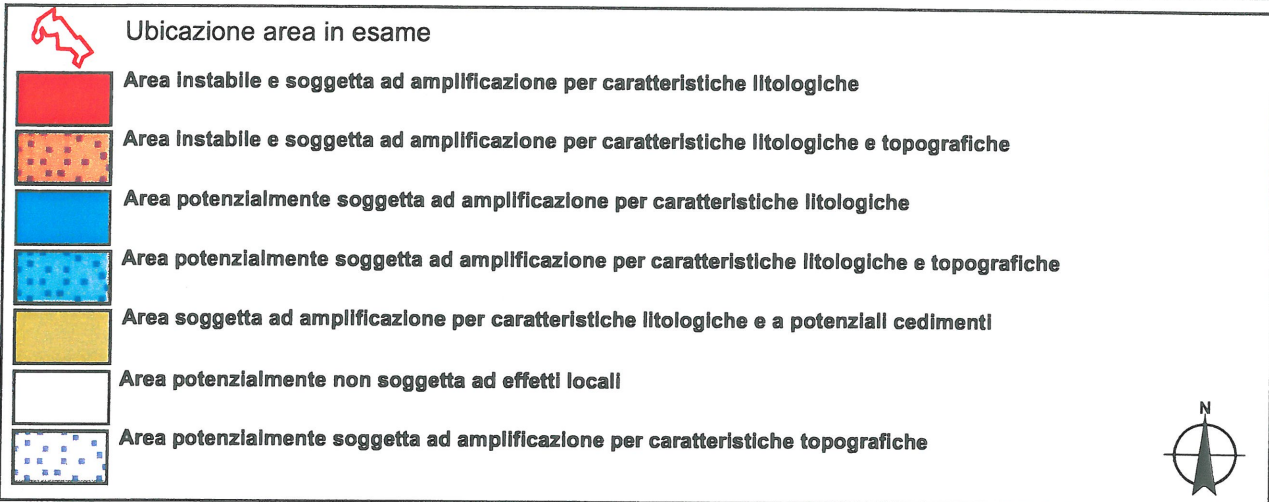 Ubicazione area in esame
Area instabile e soggetta ad amplificazione per caratteristiche litologiche
Area instabile e soggetta ad amplificazione per caratteristiche litologiche e topografiche
Area potenzialmente soggetta ad amplificazione per caratteristiche litologiche
Area potenzialmente soggetta ad amplificazione per caratteristiche litologiche e topografiche
Area soggetta ad amplificazione per caratteristiche litologiche e a potenziali cedimenti
Area potenzialmente non soggetta ad effetti locali
Area potenzialmente soggetta ad amplificazione per caratteristiche topografiche
N